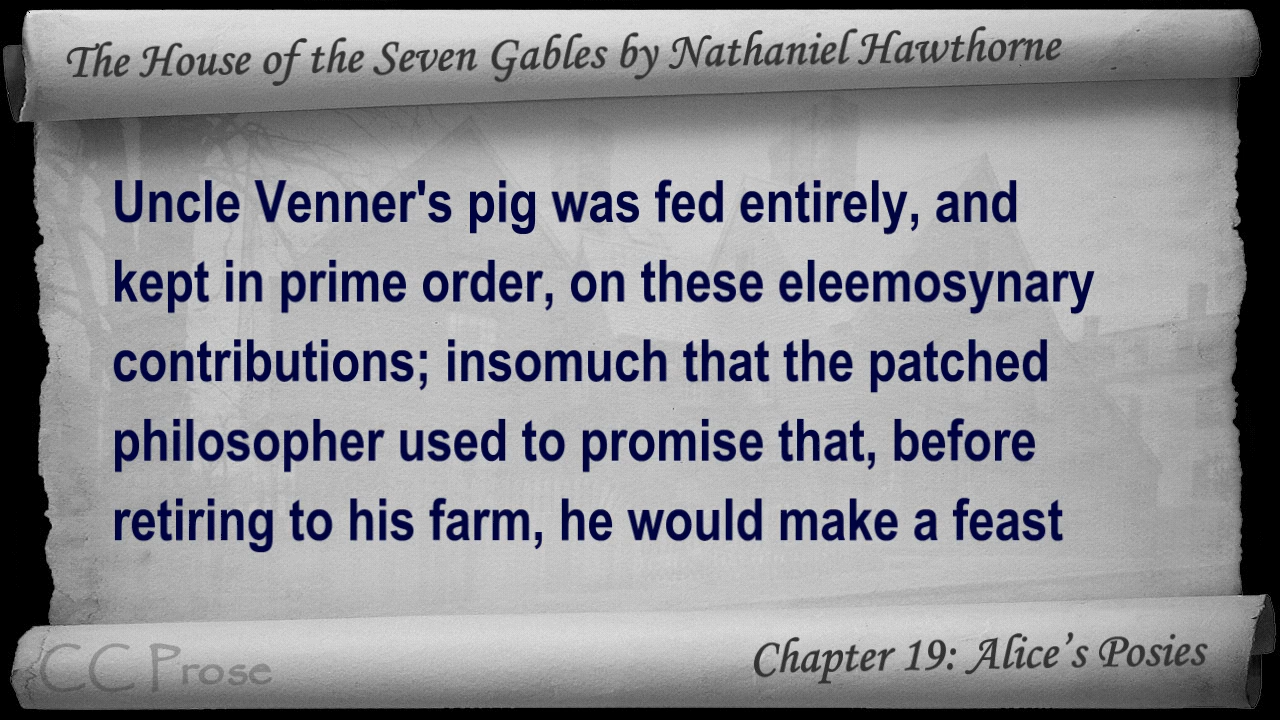 The House of the Seven Gables by Nathaniel Hawthorne
Uncle Venner's pig was fed entirely, and
kept in prime order, on these eleemosynary
contributions; insomuch that the patched
philosopher used to promise that, before
retiring to his farm, he would make a feast
CC Prose
Chapter 19: Alice’s Posies